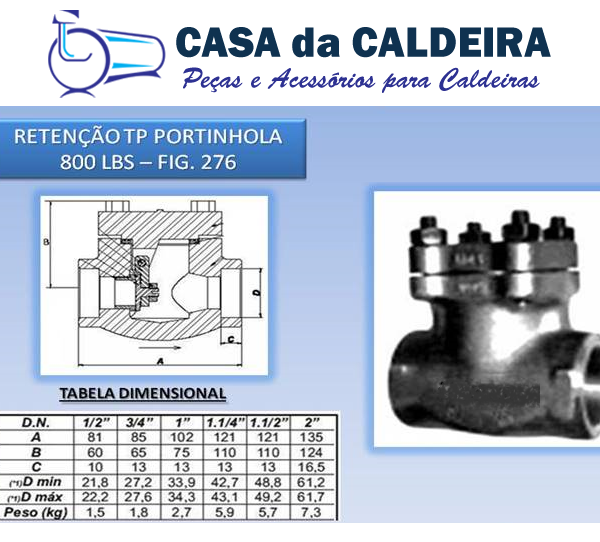 CASA da CALDEIRA
Peças e Acessórios para Caldeiras
RETENÇÃO TP PORTINHOLA
800 LBS – FIG. 276
B
D
C
A
TABELA DIMENSIONAL
D.N. 1/2" 3/4" 1" 1.1/4" 1.1/2" 2"
A 81 85 102 121 121 135
B 60 65 75 110 110 124
C 10 13 13 13 13 16,5
(*1)D min 21,8 27,2 33,9 42,7 48,8 61,2
(*1)D máx 22,2 27,6 34,3 43,1 49,2 61,7
Peso (kg) 1,5 1,8 2,7 5,9 5,7 7,3